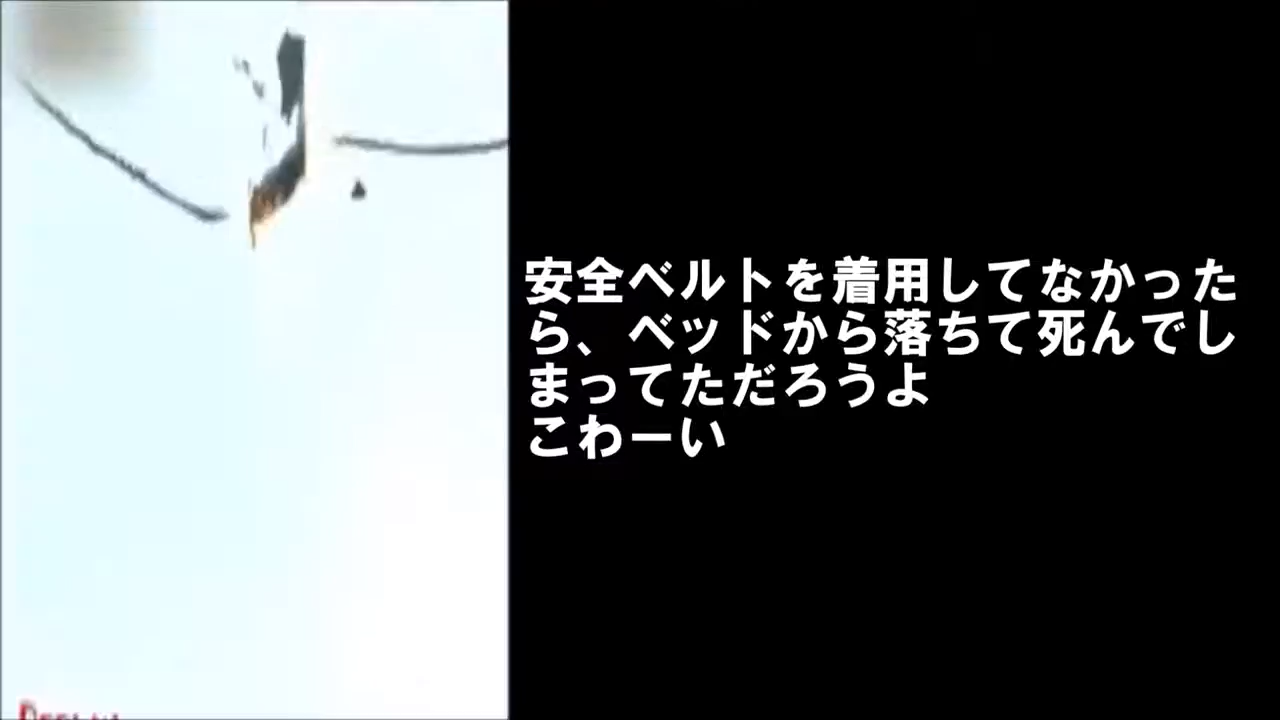 安全ベルトを着用してなかった
ら、ベッドから落ちて死んでし
まってただろうよ
こわーい